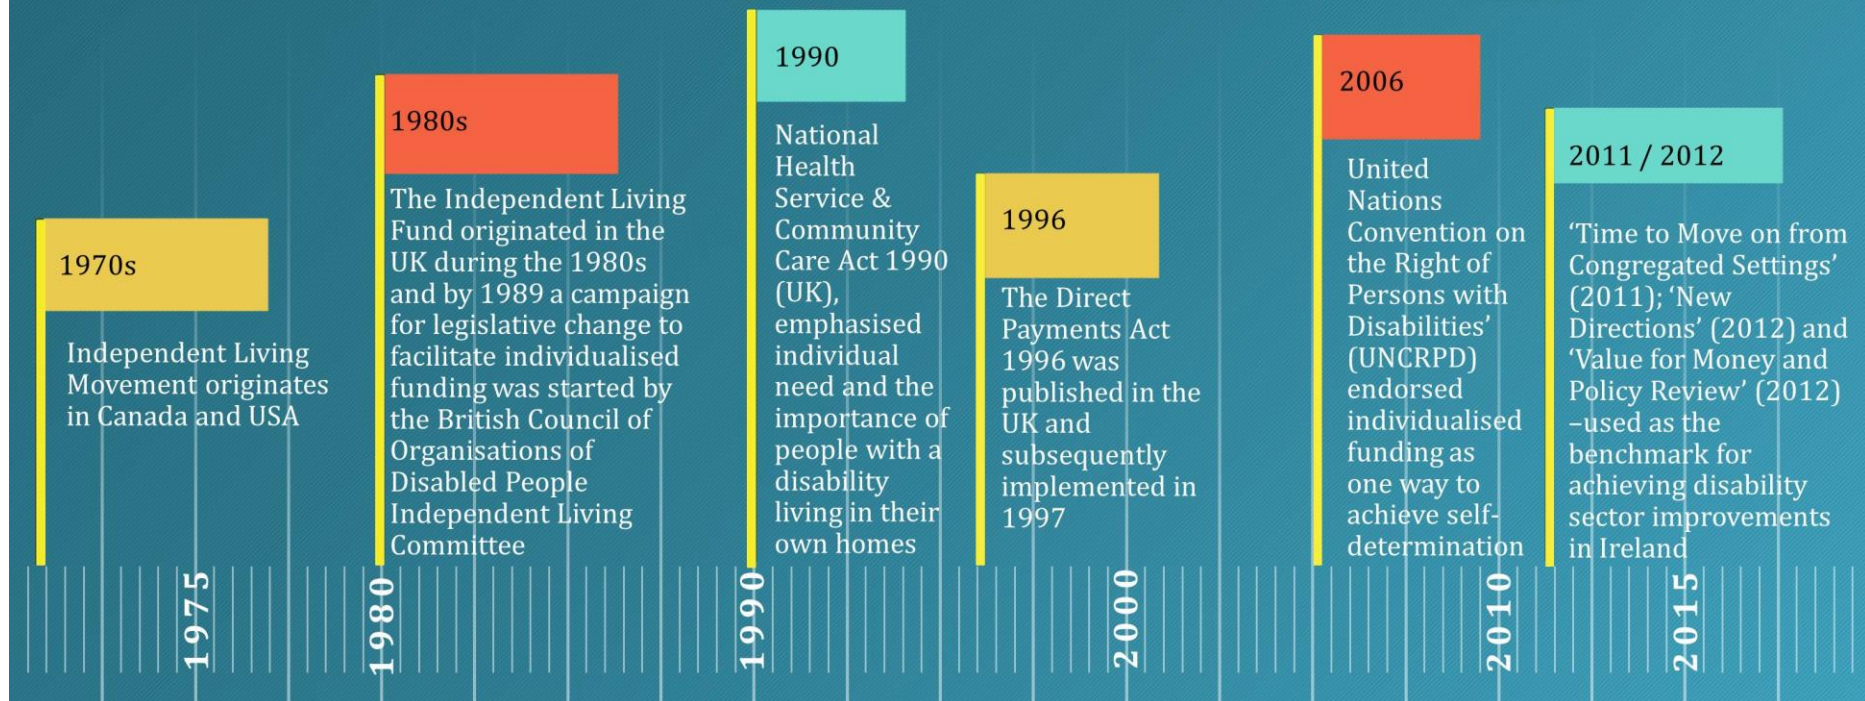 1970s
Independent Living
Movement originates
in Canada and USA
1980s
The Independent Living
Fund originated in the
UK during the 1980s
and by 1989 a campaign
for legislative change to
facilitate individualised
funding was started by
the British Council of
Organisations of
Disabled People
Independent Living
Committee
1990
National
Health
Service &
Community
Care Act 1990
(UK),
emphasised
individual
need and the
importance of
people with a
disability
living in their
own homes
1996
The Direct
Payments Act
1996 was
published in the
UK and
subsequently
implemented in
1997
2006
United
Nations
Convention on
the Right of
Persons with
Disabilities’
(UNCRPD)
endorsed
individualised
funding as
one way to
achieve self-
determination
2011 / 2012
‘Time to Move on from
Congregated Settings’
(2011); ‘New
Directions’ (2012) and
‘Value for Money and
Policy Review’ (2012)
–used as the
benchmark for
achieving disability
sector improvements
in Ireland
1975
1980
1990
2000
2010
2015